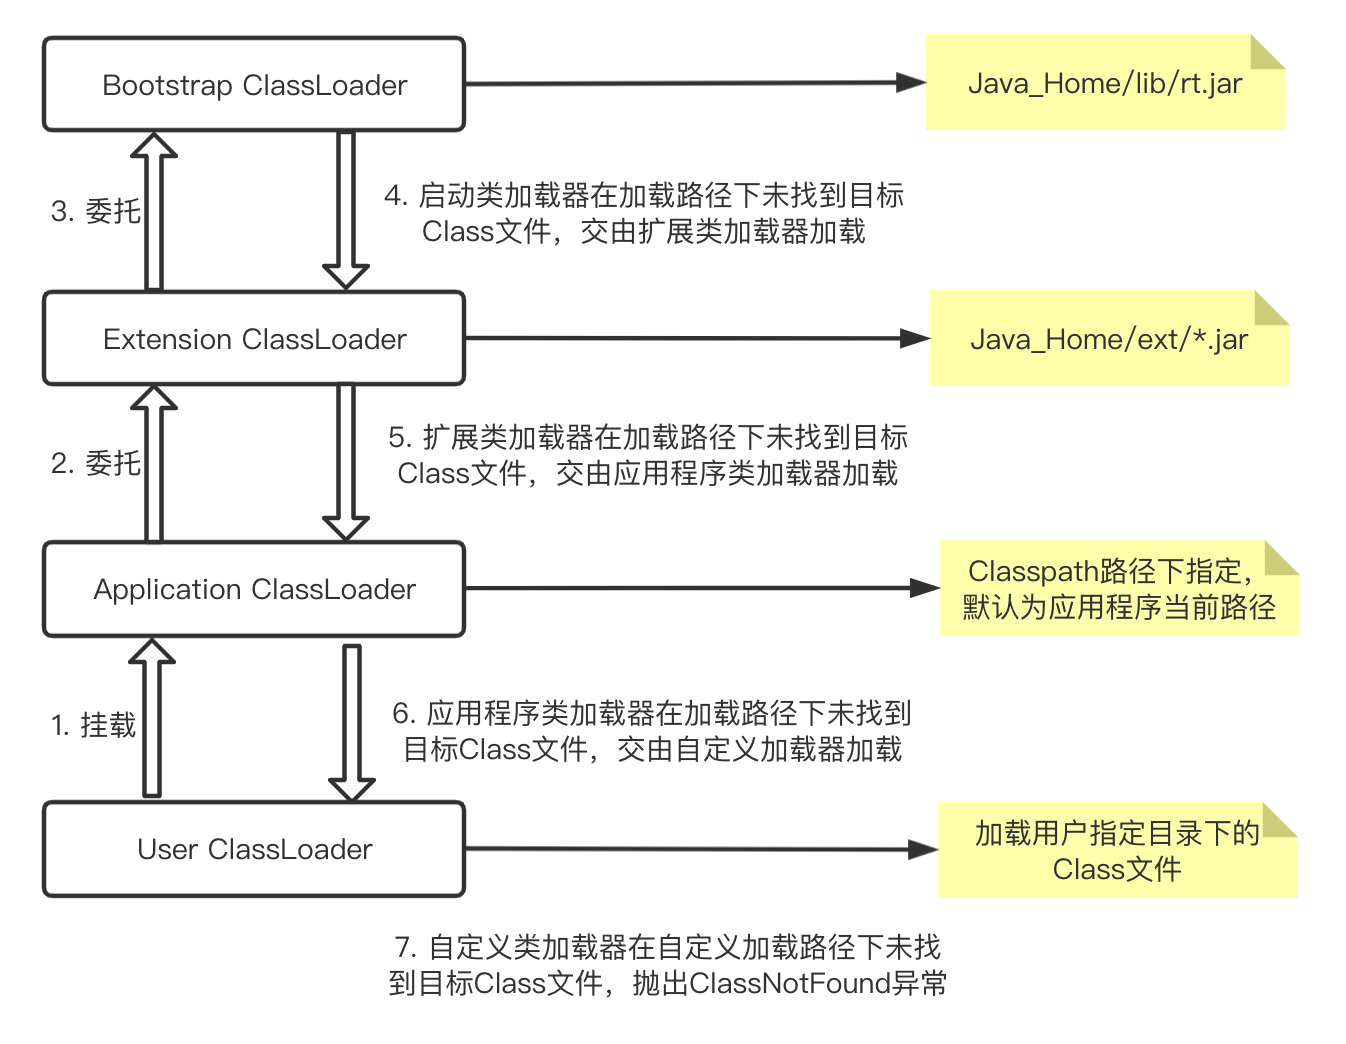 Bootstrap ClassLoader
Java_Home/lib/rt.jar
3. 委托
4. 启动类加载器在加载路径下未找到目标
Class文件，交由扩展类加载器加载
Extension ClassLoader
Java_Home/ext/*.jar
2. 委托
5. 扩展类加载器在加载路径下未找到目标
Class文件，交由应用程序类加载器加载
Application ClassLoader
Classpath路径下指定，
默认为应用程序当前路径
1. 挂载
6. 应用程序类加载器在加载路径下未找到
目标Class文件，交由自定义加载器加载
User ClassLoader
加载用户指定目录下的
Class文件
7. 自定义类加载器在自定义加载路径下未找
到目标Class文件，抛出ClassNotFound异常